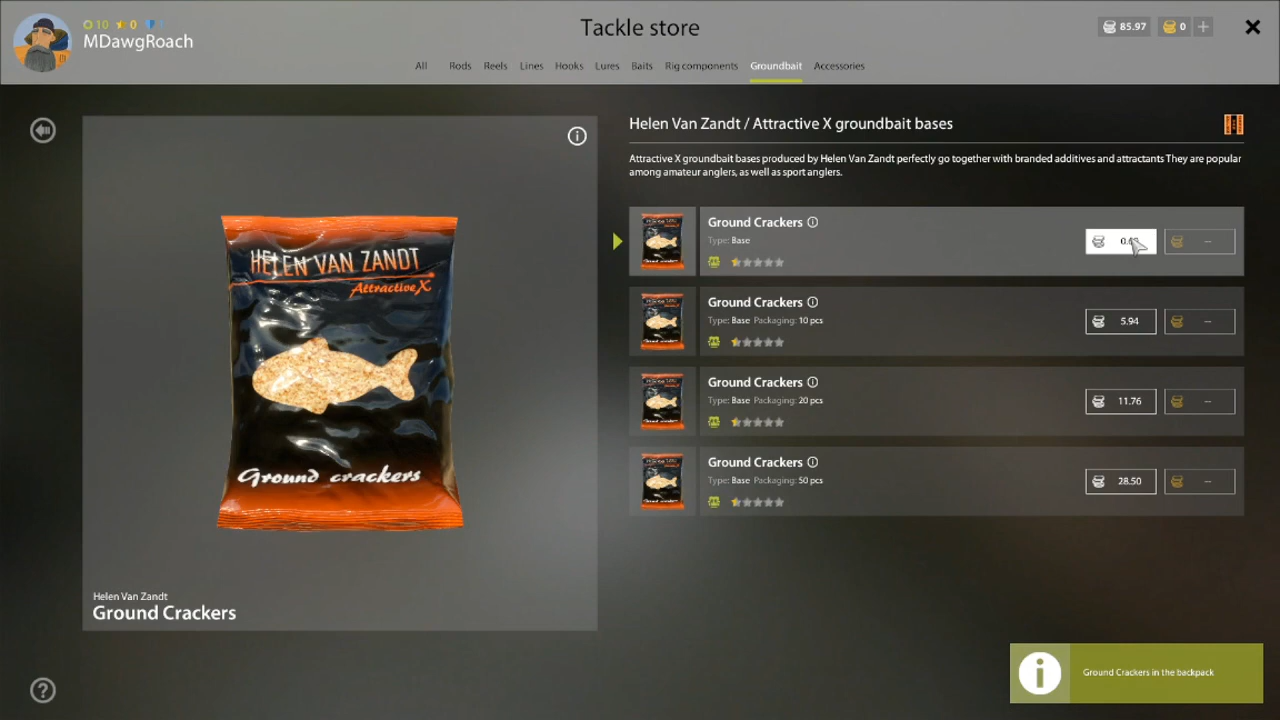 10 0
MDawgRoach
Tackle store
85.97 0 +
All Rods Reels Lines Hooks Lures Baits Rig components Groundbait Accessories
Helen Van Zandt / Attractive X groundbait bases
Attractive X groundbait bases produced by Helen Van Zandt perfectly go together with branded additives and attractants They are popular
among amateur anglers, as well as sport anglers.
HELEN VAN ZANDT
Attractive X
Ground crackers
Helen Van Zandt
Ground Crackers
Ground Crackers
Type: Base
--
Ground Crackers
Type: Base Packaging: 10 pcs
5.94 --
Ground Crackers
Type: Base Packaging: 20 pcs
11.76 --
Ground Crackers
Type: Base Packaging: 50 pcs
28.50 --
Ground Crackers in the backpack